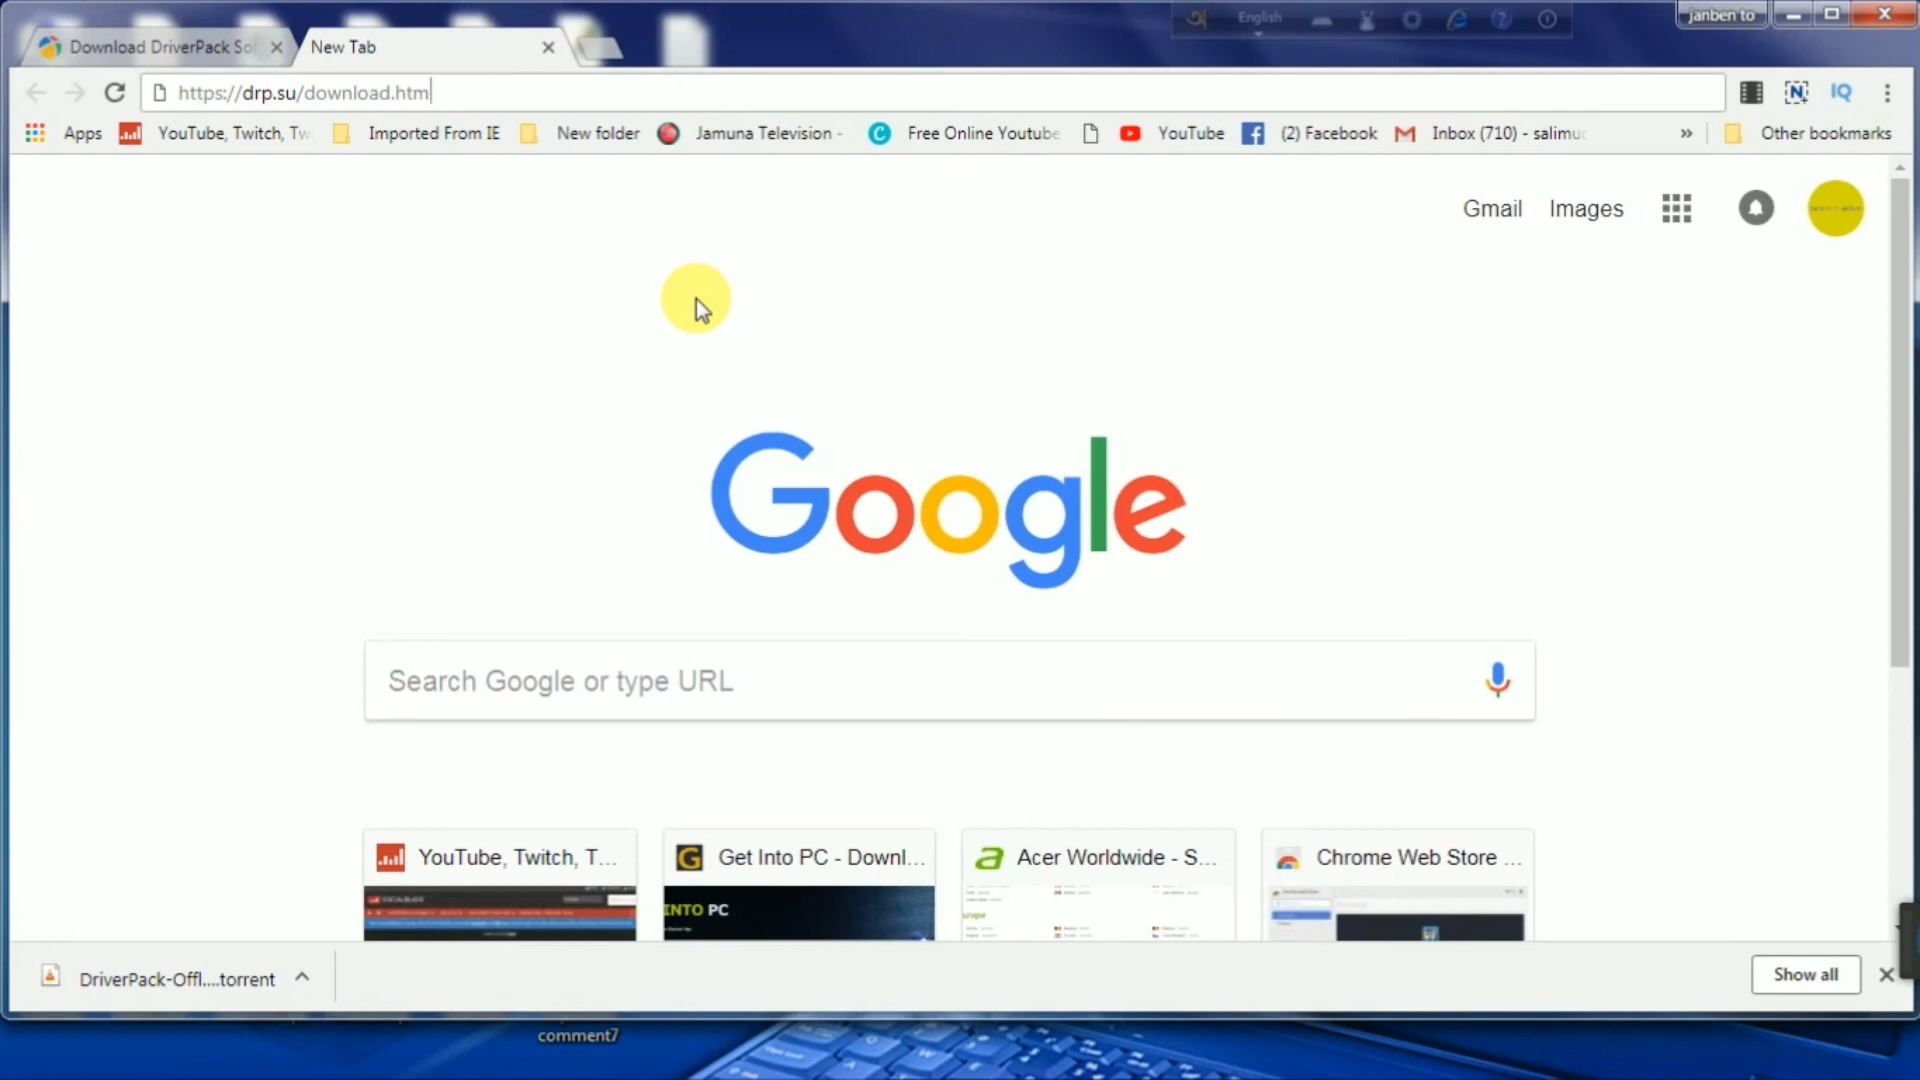 English
janben to
Download DriverPack Sol
New Tab
https://drp.su/download.htm
Apps
YouTube, Twitch, Tw
Imported From IE
New folder
Jamuna Television -
Free Online Youtube
YouTube
(2) Facebook
Inbox (710) - salimu
»
Other bookmarks
Gmail
Images
Google
Search Google or type URL
YouTube, Twitch, T...
Get Into PC - Downl...
Acer Worldwide - S...
Chrome Web Store ...
INTO PC
urope
DriverPack-Offl....torrent
Show all
comment7